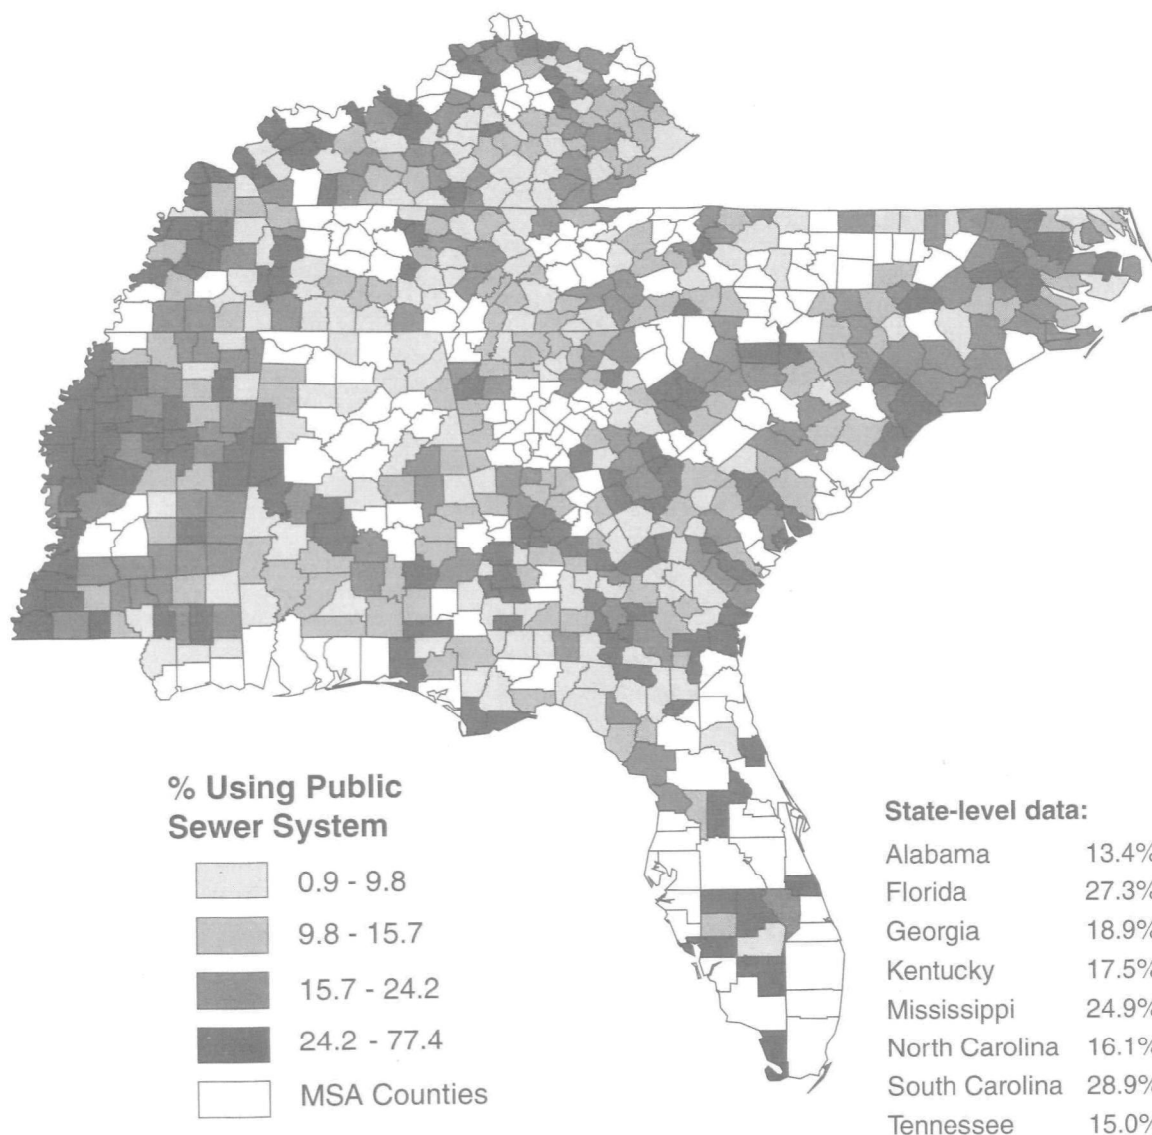 % Using Public
Sewer System
0.9 - 9.8
9.8 - 15.7
15.7 - 24.2
24.2 - 77.4
MSA Counties
State-level data:
Alabama 13.4%
Florida 27.3%
Georgia 18.9%
Kentucky 17.5%
Mississippi 24.9%
North Carolina 16.1%
South Carolina 28.9%
Tennessee 15.0%